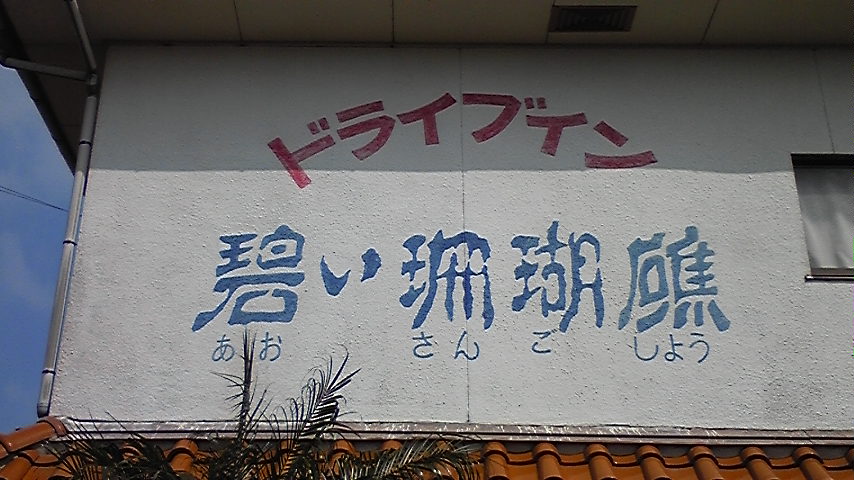 ドライブイン
碧い珊瑚礁
あお さんご しょう